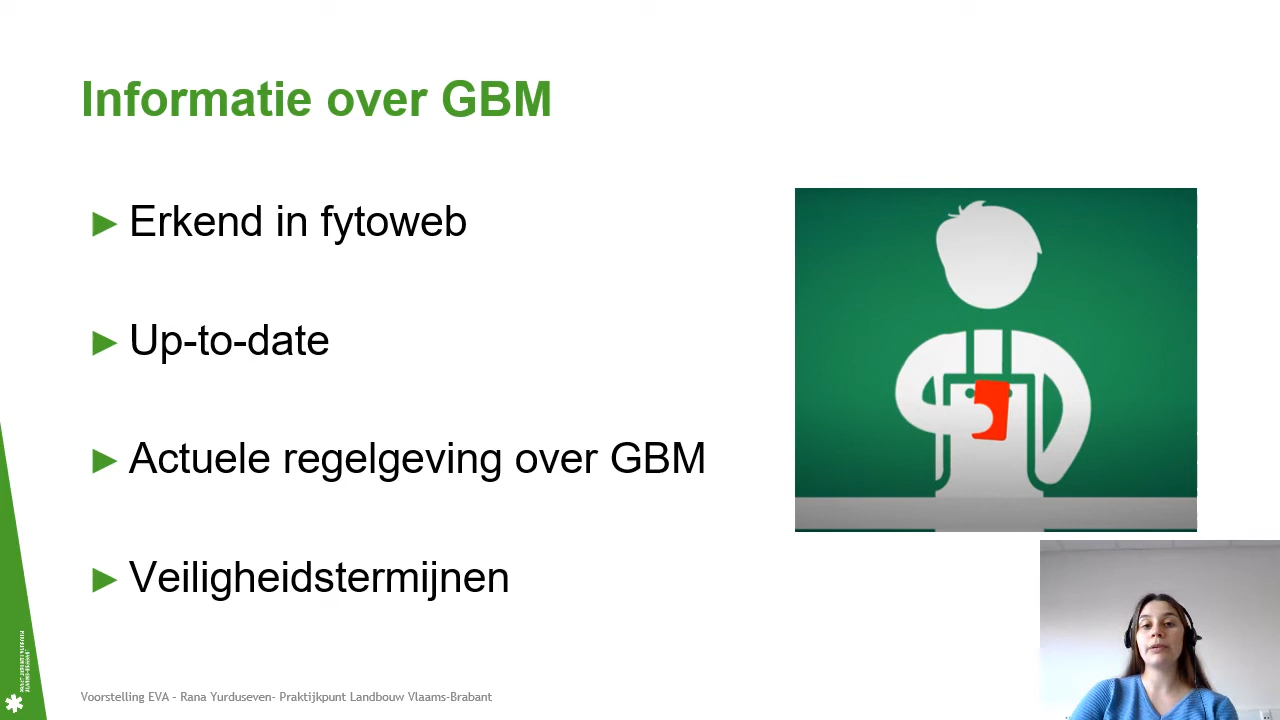 Informatie over GBM
► Erkend in fytoweb
► Up-to-date
► Actuele regelgeving over GBM
► Veiligheidstermijnen
Voorstelling EVA – Rana Yurduseven- Praktijkpunt Landbouw Vlaams-Brabant